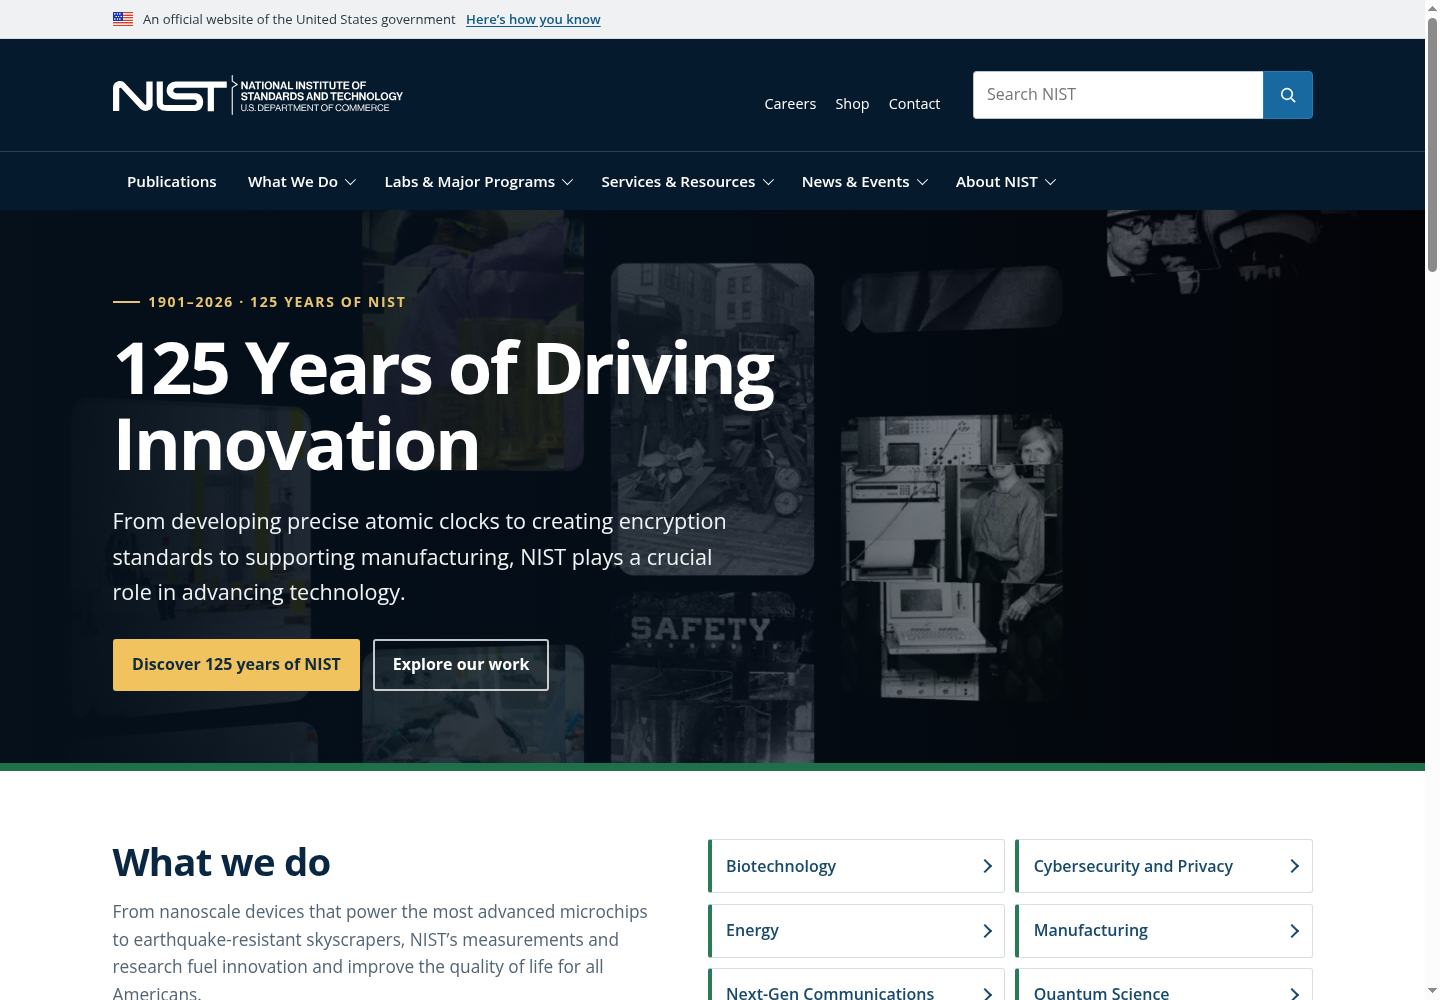 An official website of the United States government Here’s how you know
NIST NATIONAL INSTITUTE OF
STANDARDS AND TECHNOLOGY
U.S. DEPARTMENT OF COMMERCE
Careers Shop Contact
Search NIST
Publications What We Do Labs & Major Programs Services & Resources News & Events About NIST
1901–2026 · 125 YEARS OF NIST
125 Years of Driving
Innovation
From developing precise atomic clocks to creating encryption
standards to supporting manufacturing, NIST plays a crucial
role in advancing technology.
SAFETY
Discover 125 years of NIST Explore our work
What we do
From nanoscale devices that power the most advanced microchips
to earthquake-resistant skyscrapers, NIST’s measurements and
research fuel innovation and improve the quality of life for all
Americans.
Biotechnology Cybersecurity and Privacy
Energy Manufacturing
Next-Gen Communications Quantum Science